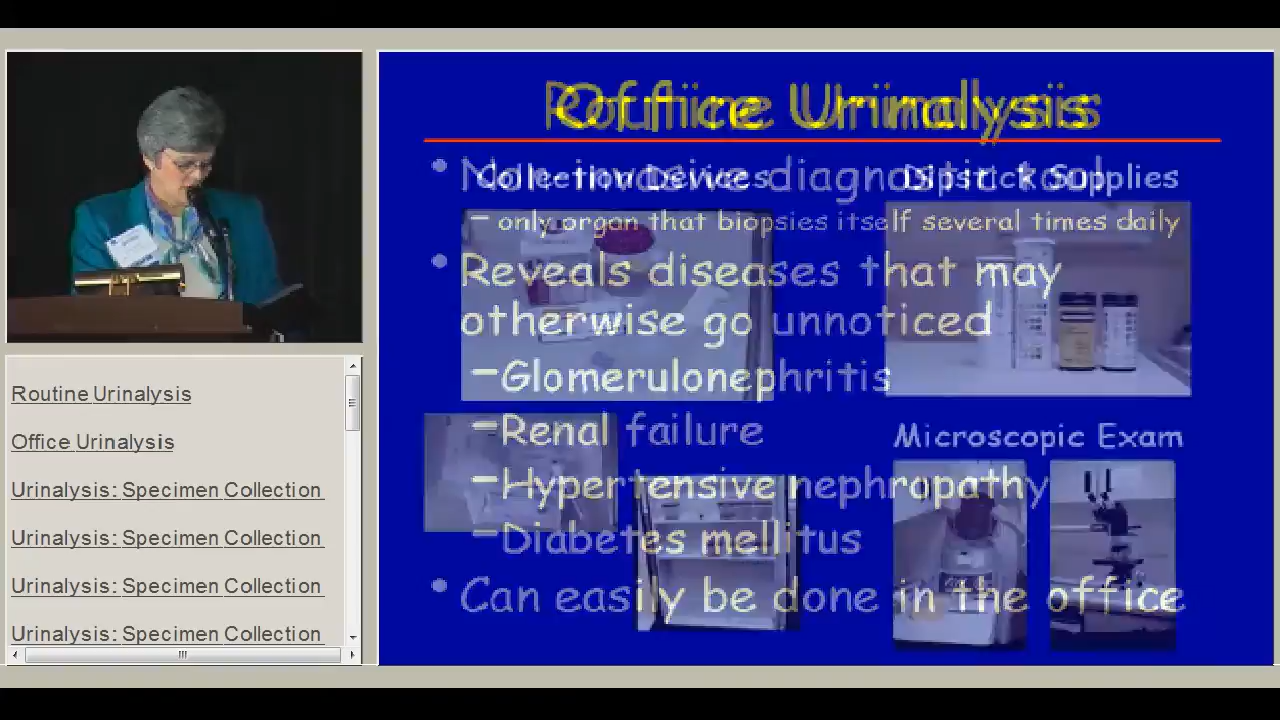 Routine Urinalysis
Office Urinalysis
Non-invasive diagnostic tool
Collection Devices
Dipstick Supplies
– only organ that biopsies itself several times daily
Reveals diseases that may
otherwise go unnoticed
–Glomerulonephritis
–Renal failure
Microscopic Exam
–Hypertensive nephropathy
–Diabetes mellitus
Can easily be done in the office
Routine Urinalysis
Office Urinalysis
Urinalysis: Specimen Collection
Urinalysis: Specimen Collection
Urinalysis: Specimen Collection
Urinalysis: Specimen Collection